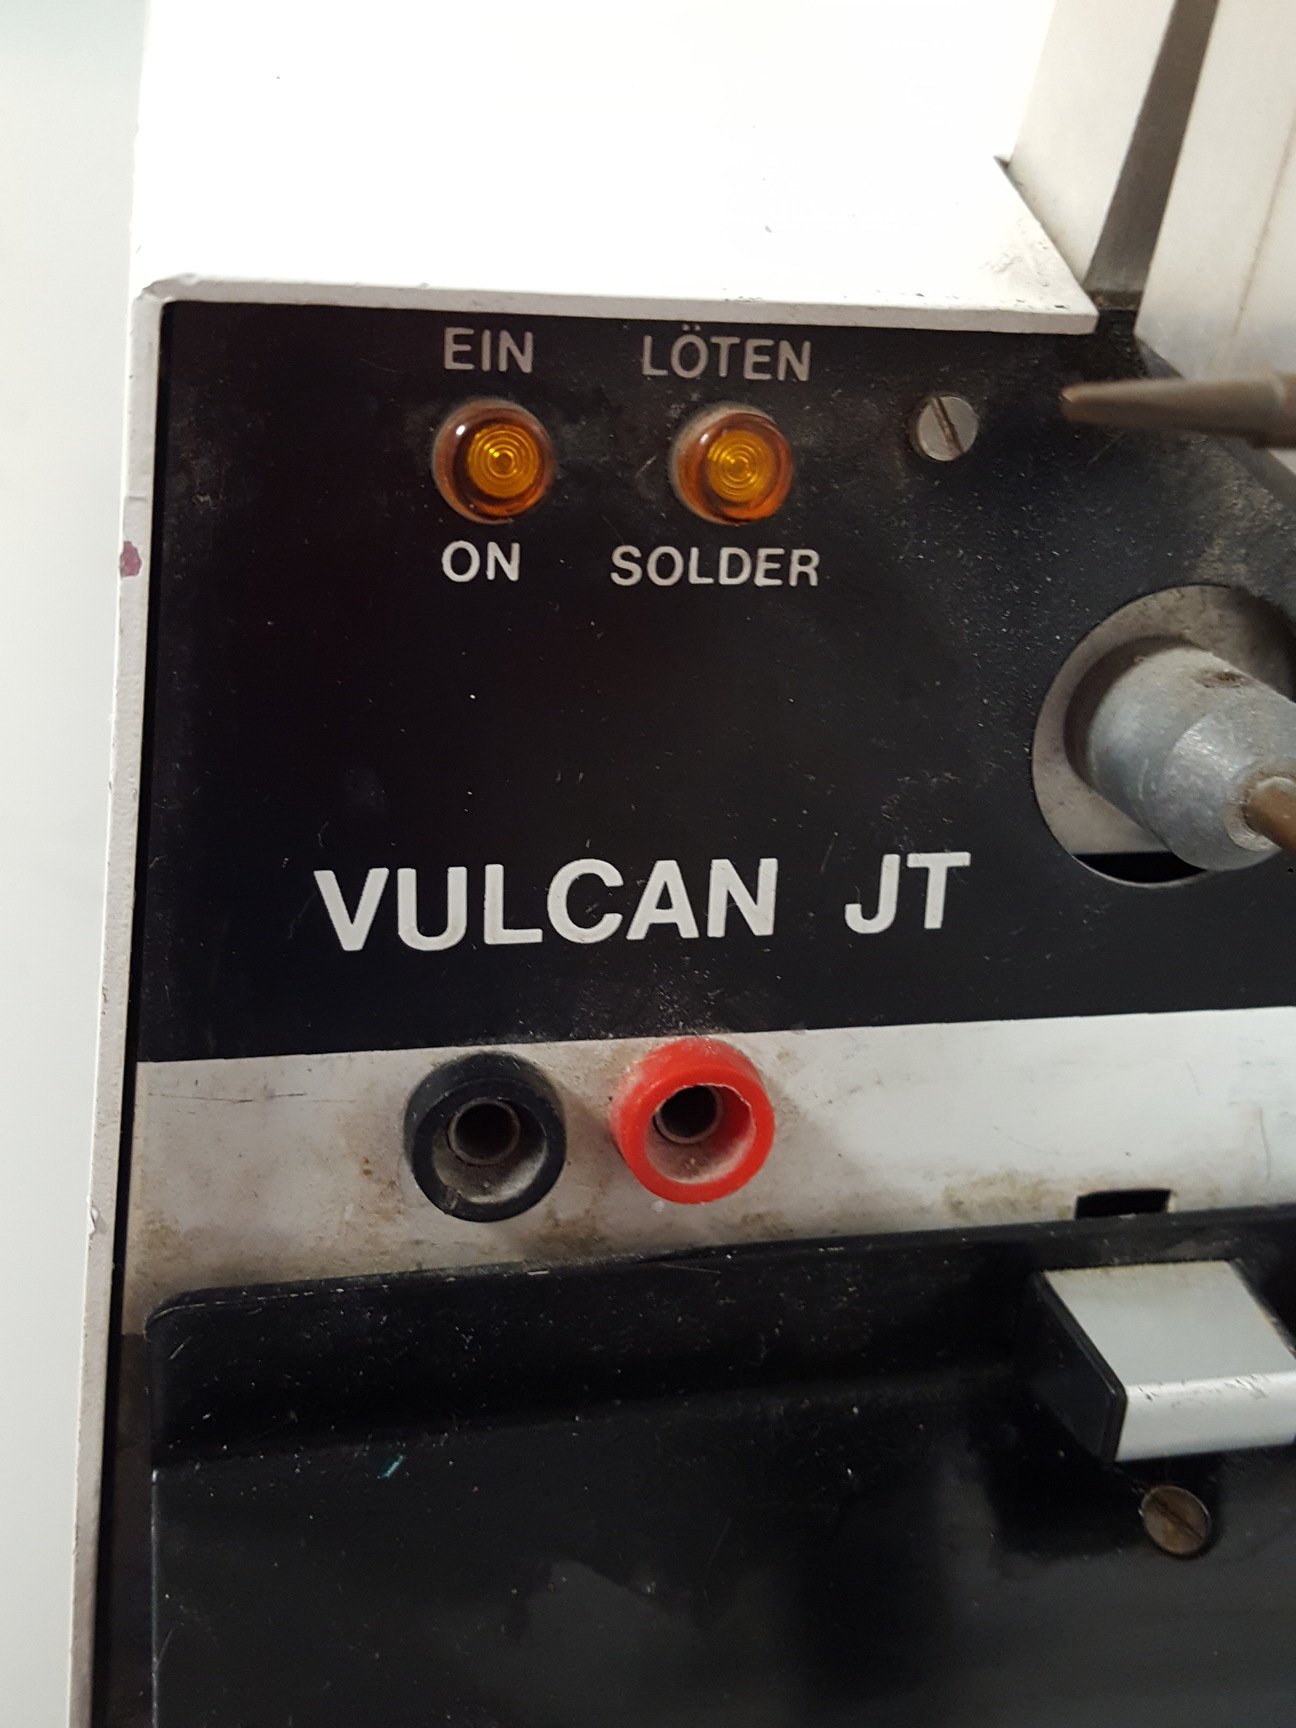 EIN LÖTEN
ON SOLDER
VULCAN JT